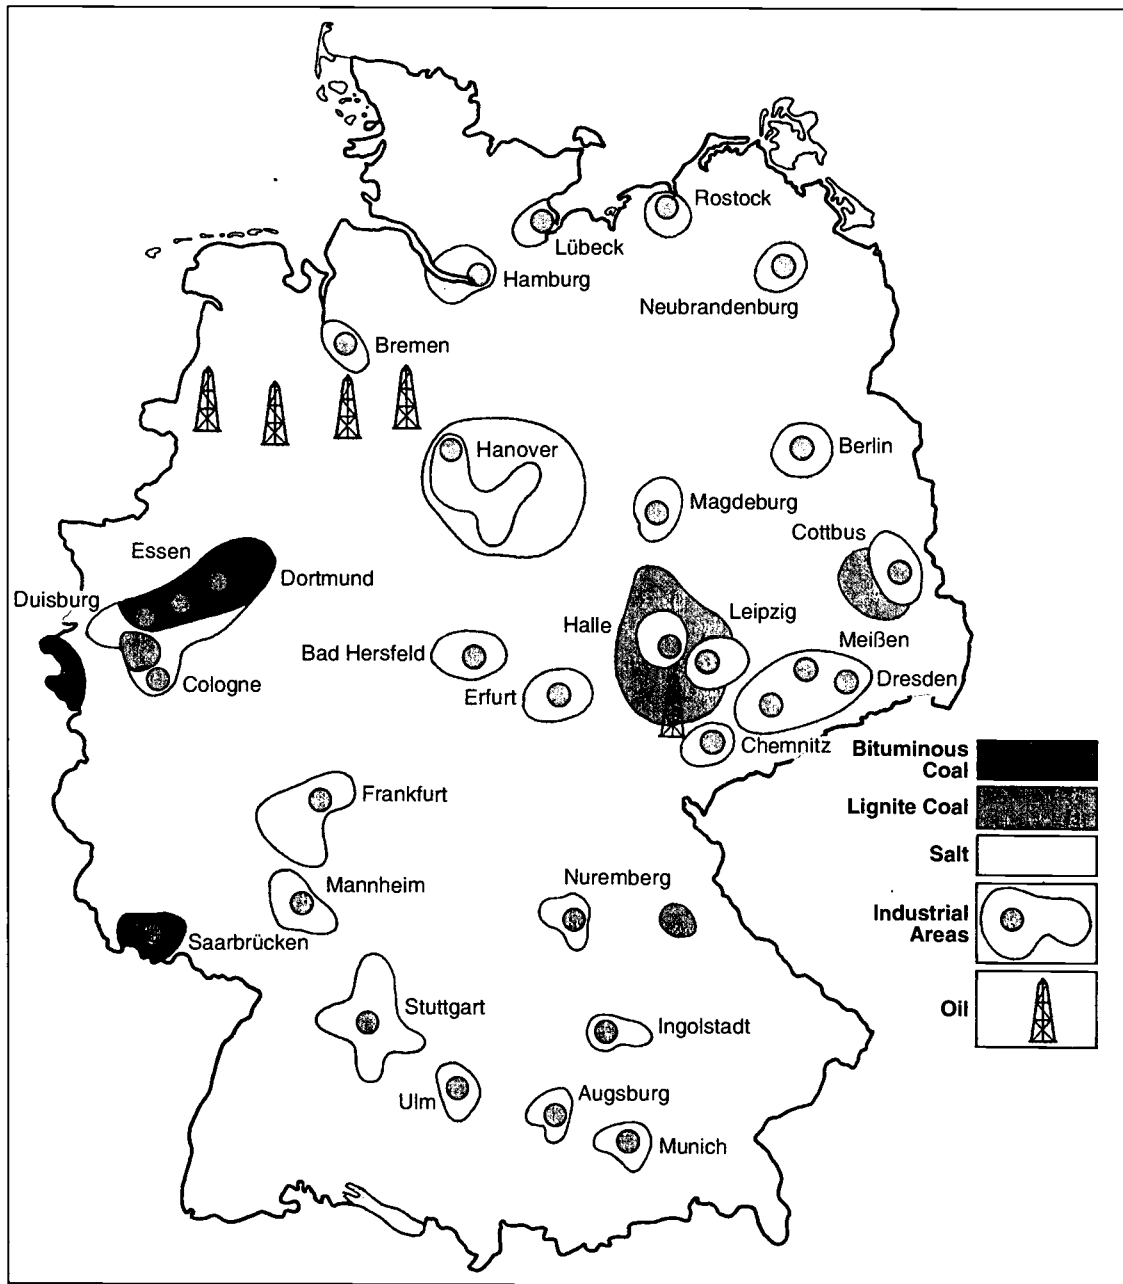 Rostock
Lübeck
Hamburg
Neubrandenburg
Bremen
Hanover
Berlin
Magdeburg
Cottbus
Essen
Dortmund
Duisburg
Halle
Leipzig
Meißen
Bad Hersfeld
Cologne
Erfurt
Dresden
Chemnitz
Bituminous
Coal
Lignite Coal
Frankfurt
Salt
Mannheim
Nuremberg
Industrial
Areas
Saarbrücken
Stuttgart
Ingolstadt
Oil
Ulm
Augsburg
Munich